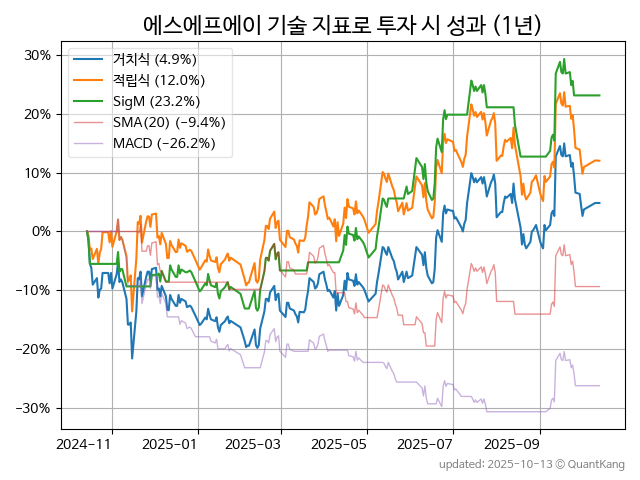 에스에프에이 기술 지표로 투자 시 성과 (1년)
30%
20%
10%
0%
−10%
−20%
−30%
거치식 (4.9%)
적립식 (12.0%)
SigM (23.2%)
SMA(20) (−9.4%)
MACD (−26.2%)
2024-11
2025-01
2025-03
2025-05
2025-07
2025-09
updated: 2025-10-13 © QuantKang